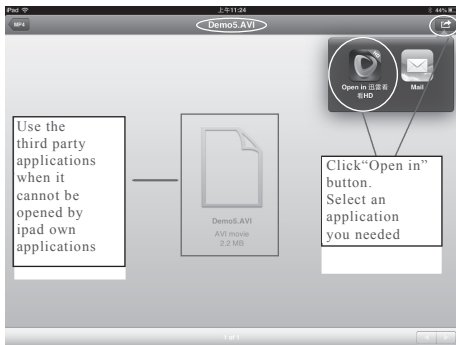 iPad 上午11:24 44%
MP4 Demo5.AVI
Open in 迅雷看
看HD
Mail
Use the
third party
applications
when it
cannot be
opened by
ipad own
applications
Demo5.AVI
AVI movie
2.2 MB
Click“Open in”
button.
Select an
application
you needed
1 of 1